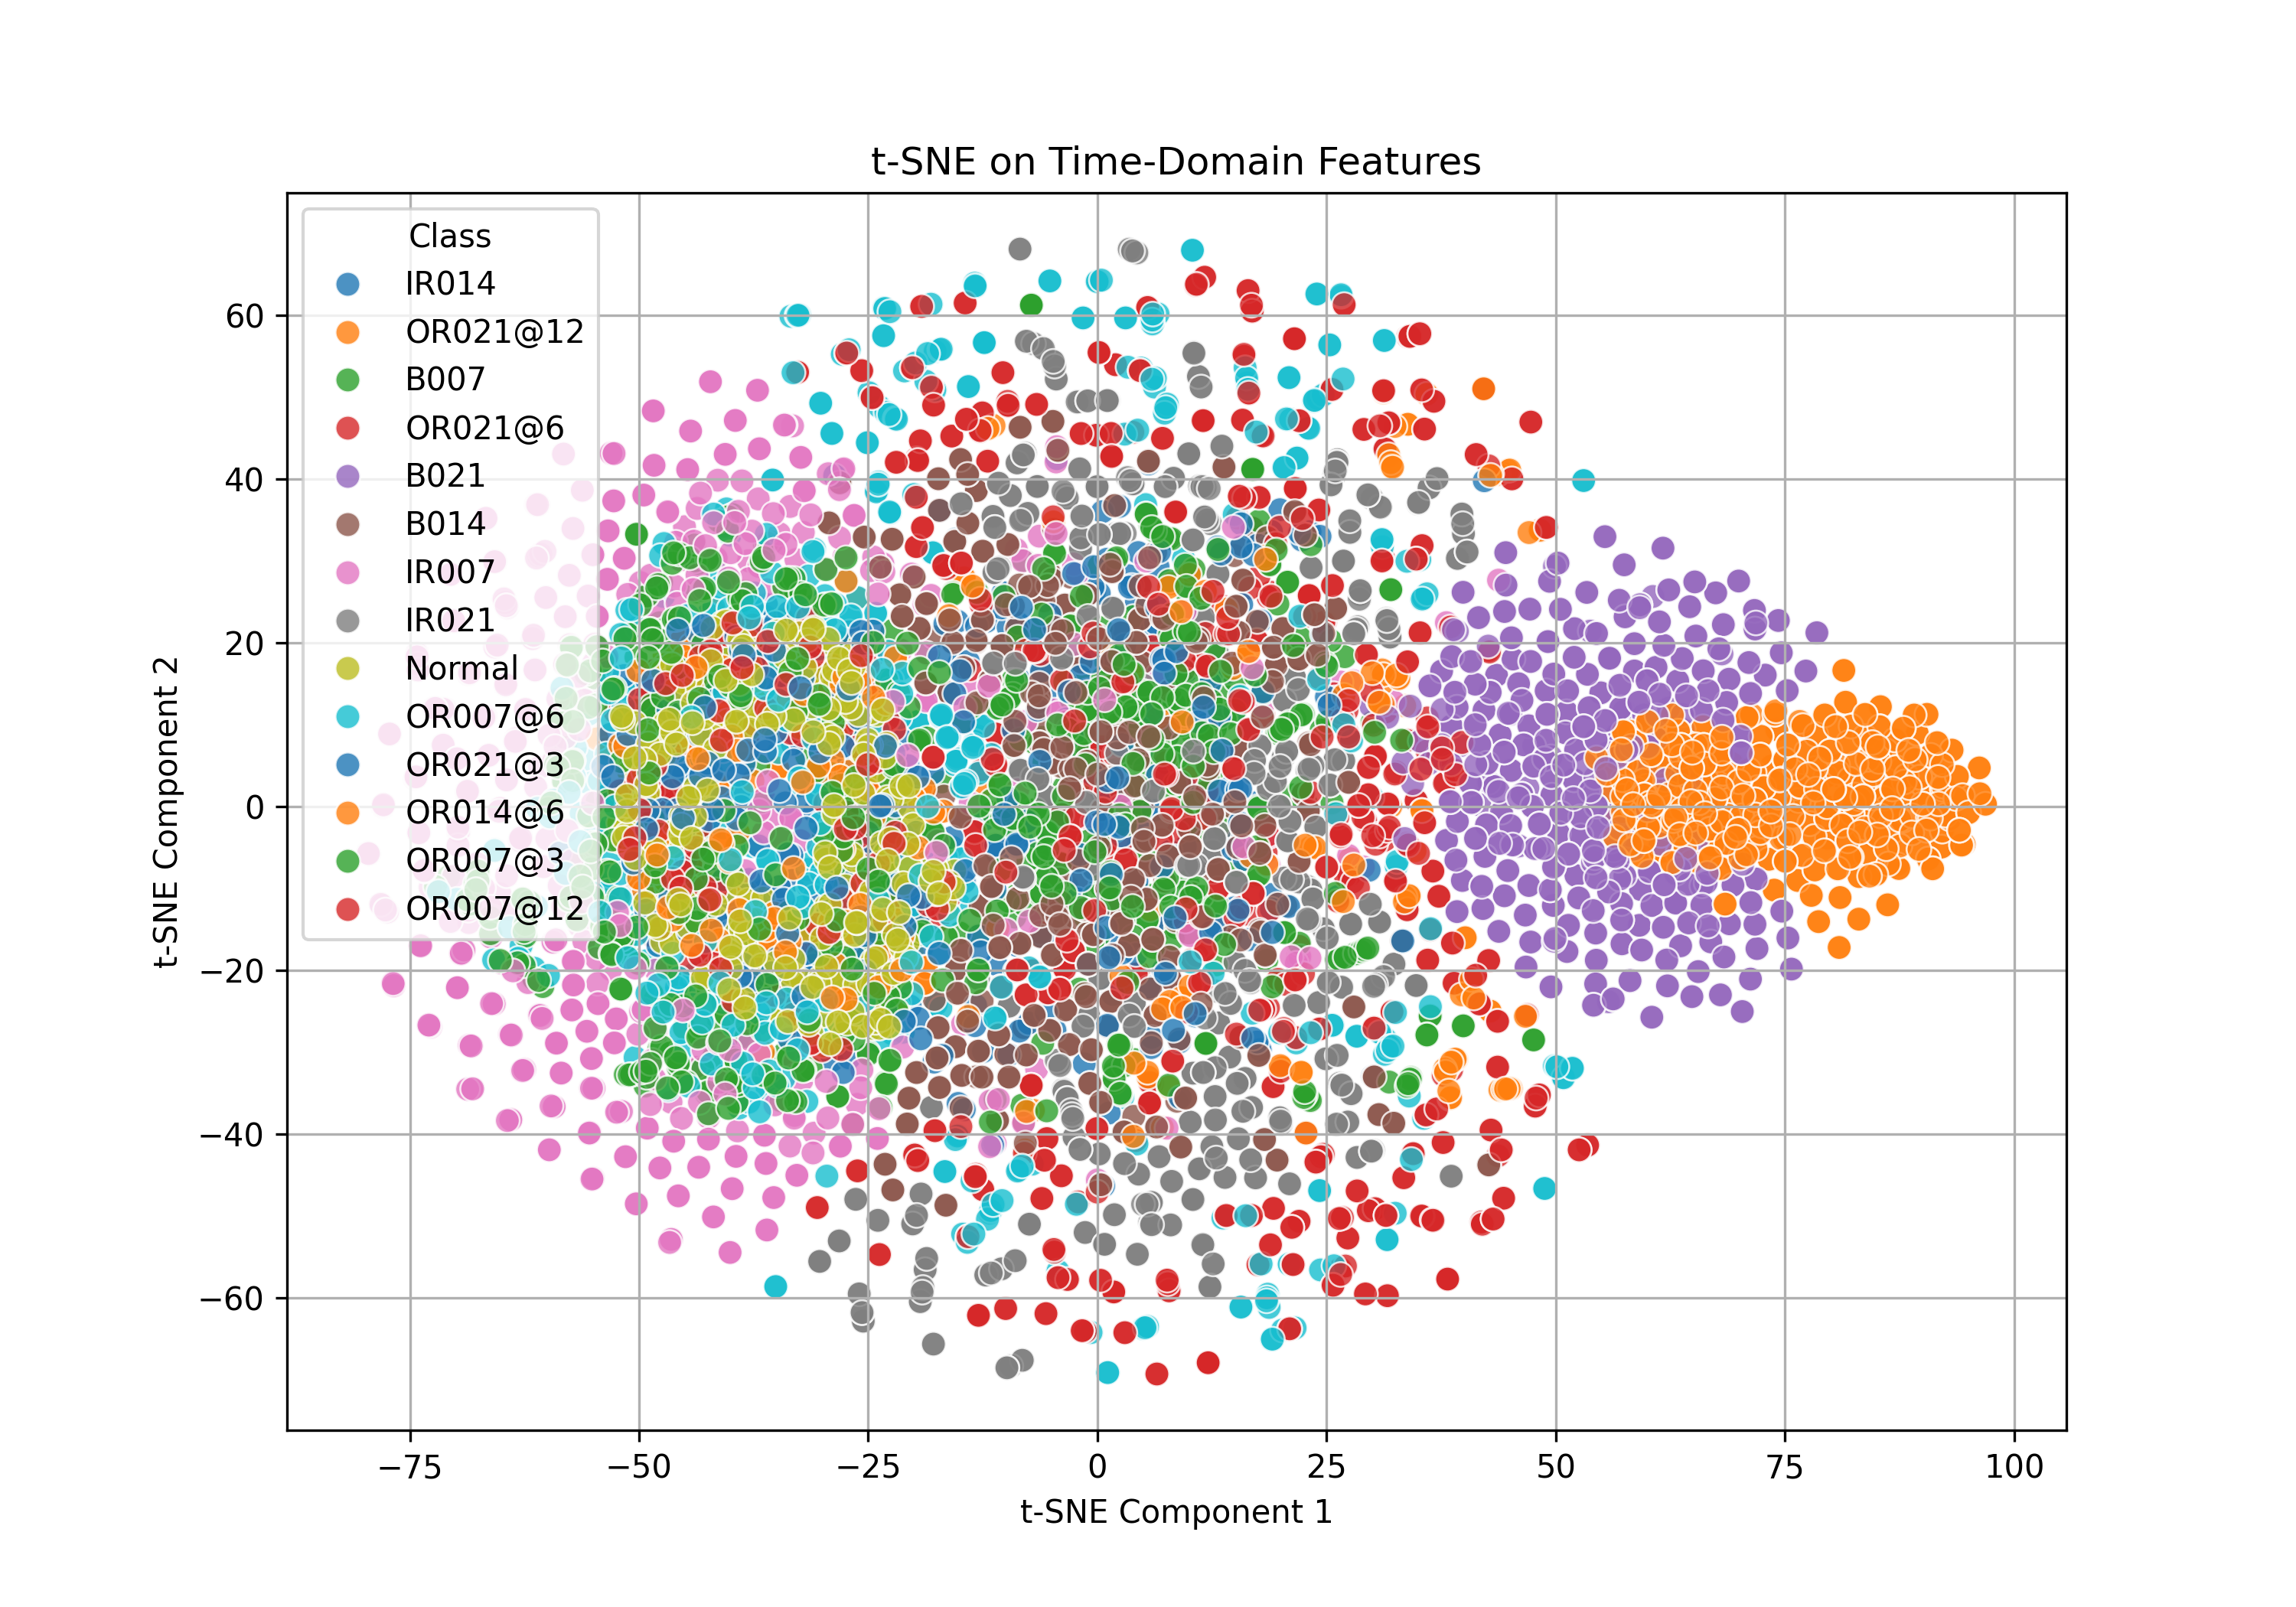 t-SNE on Time-Domain Features
Class
IR014
OR021@12
B007
OR021@6
B021
B014
IR007
IR021
Normal
OR007@6
OR021@3
OR014@6
OR007@3
OR007@12
60
40
20
0
−20
−40
−60
t-SNE Component 2
−75
−50
−25
0
25
50
75
100
t-SNE Component 1